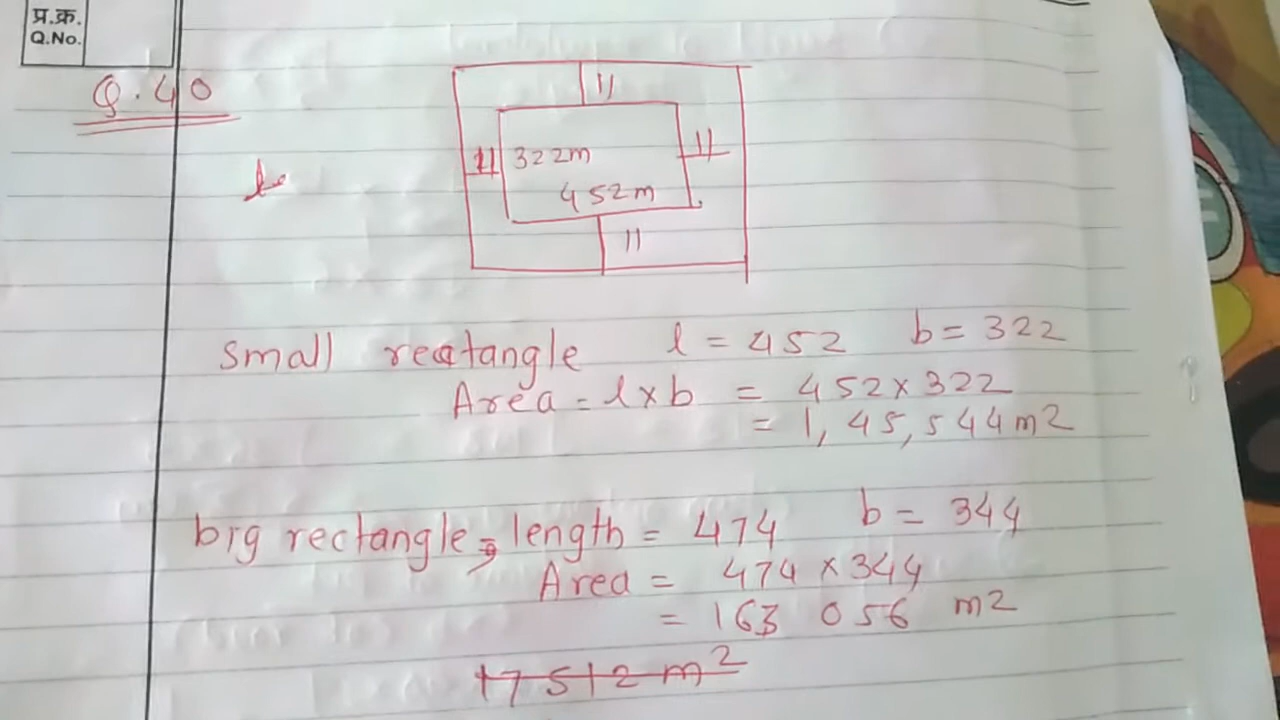 प्र.क्र.
Q.No.
Q.40
11
11 322m 11
452m
11
small rectangle l = 452 b = 322
Area = l x b = 452 x 322
= 1,45,544 m2
big rectangle, length = 474 b = 344
Area = 474 x 344
= 163 056 m2
17512 m²